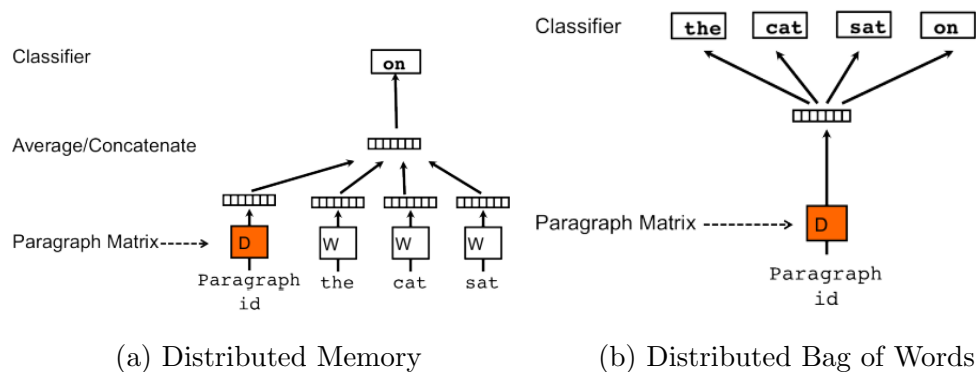 Classifier
on
Average/Concatenate
Paragraph Matrix
D
W
W
W
Paragraph
id
the
cat
sat
(a) Distributed Memory
Classifier
the
cat
sat
on
Paragraph Matrix
D
Paragraph
id
(b) Distributed Bag of Words